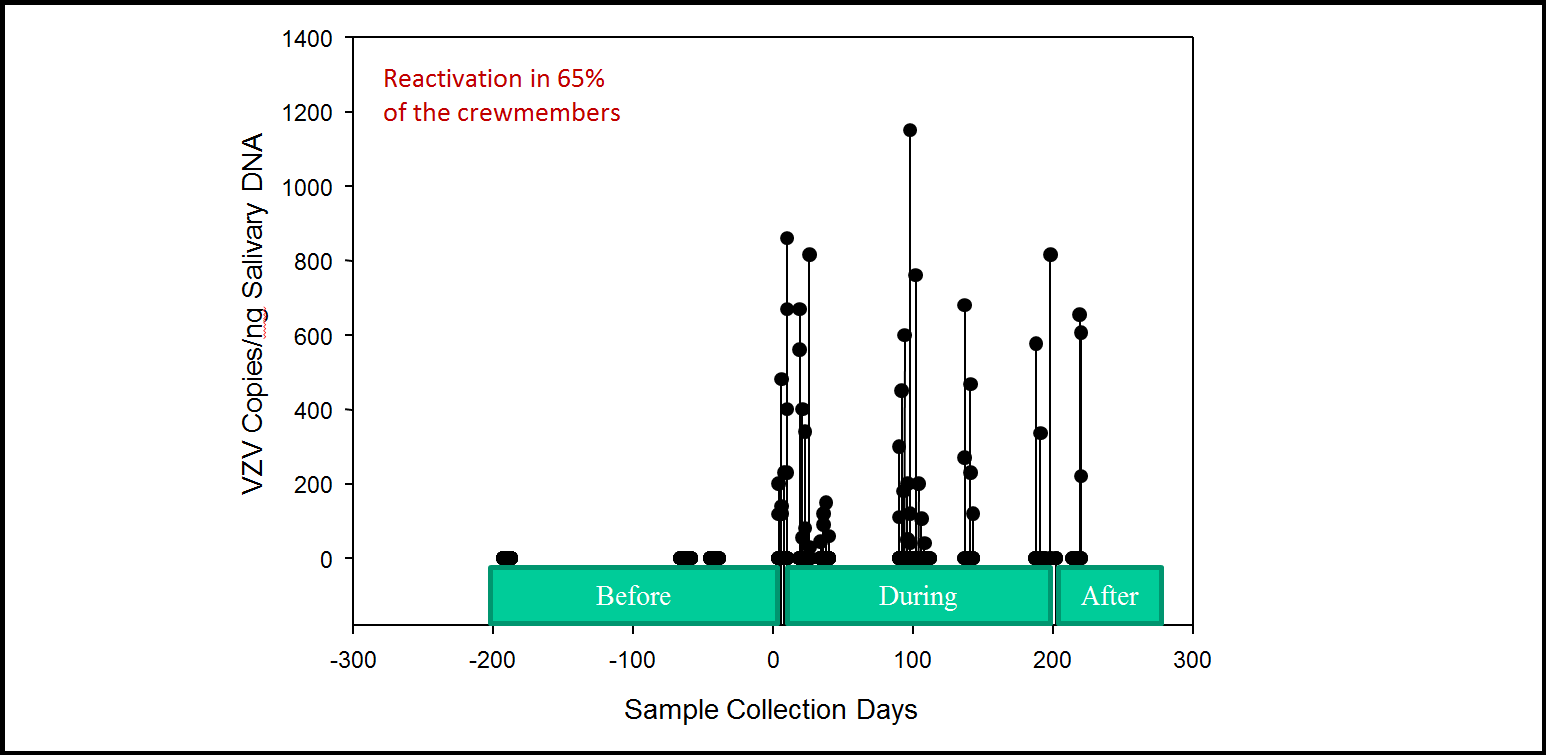 Reactivation in 65%
of the crewmembers
VZV Copies/ng Salivary DNA
1400
1200
1000
800
600
400
200
0
Before
During
After
-300
-200
-100
0
100
200
300
Sample Collection Days